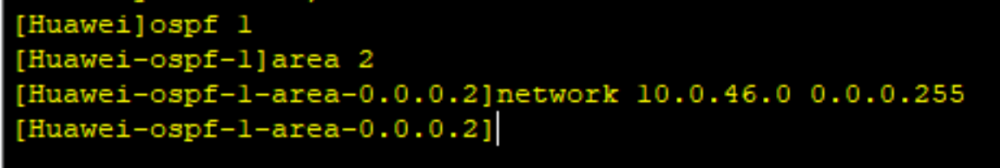 [Huawei]ospf 1
[Huawei-ospf-1]area 2
[Huawei-ospf-1-area-0.0.0.2]network 10.0.46.0 0.0.0.255
[Huawei-ospf-1-area-0.0.0.2]